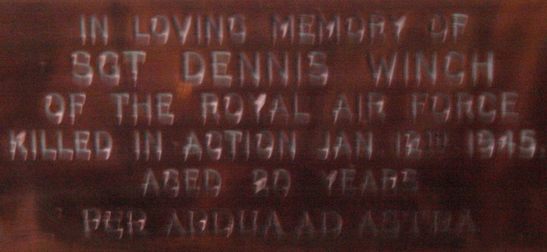 IN LOVING MEMORY OF
SGT DENNIS WINCH
OF THE ROYAL AIR FORCE
KILLED IN ACTION JAN 1945.
AGED 20 YEARS
PER ARDUA AD ASTRA